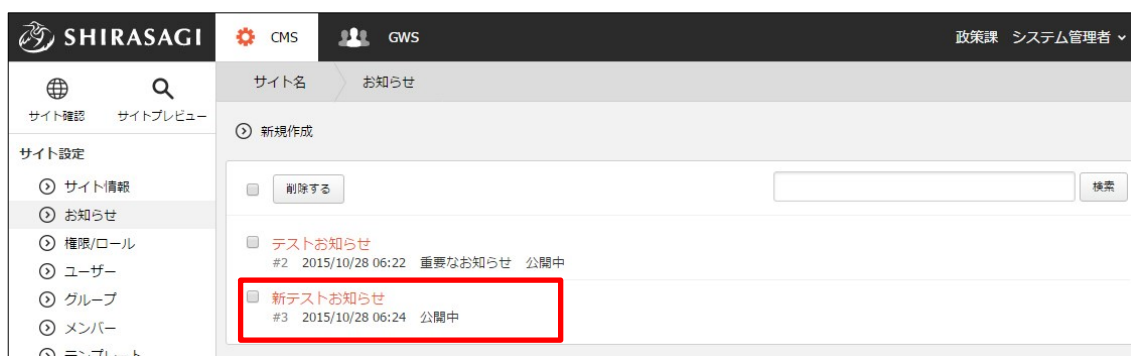 SHIRASAGI CMS GWS 政策課 システム管理者
サイト名 お知らせ
サイト確認 サイトプレビュー
新規作成
サイト設定
サイト情報
削除する 検索
お知らせ
権限/ロール
テストお知らせ
#2 2015/10/28 06:22 重要なお知らせ 公開中
ユーザー
グループ
新テストお知らせ
#3 2015/10/28 06:24 公開中
メンバー
テンプレート